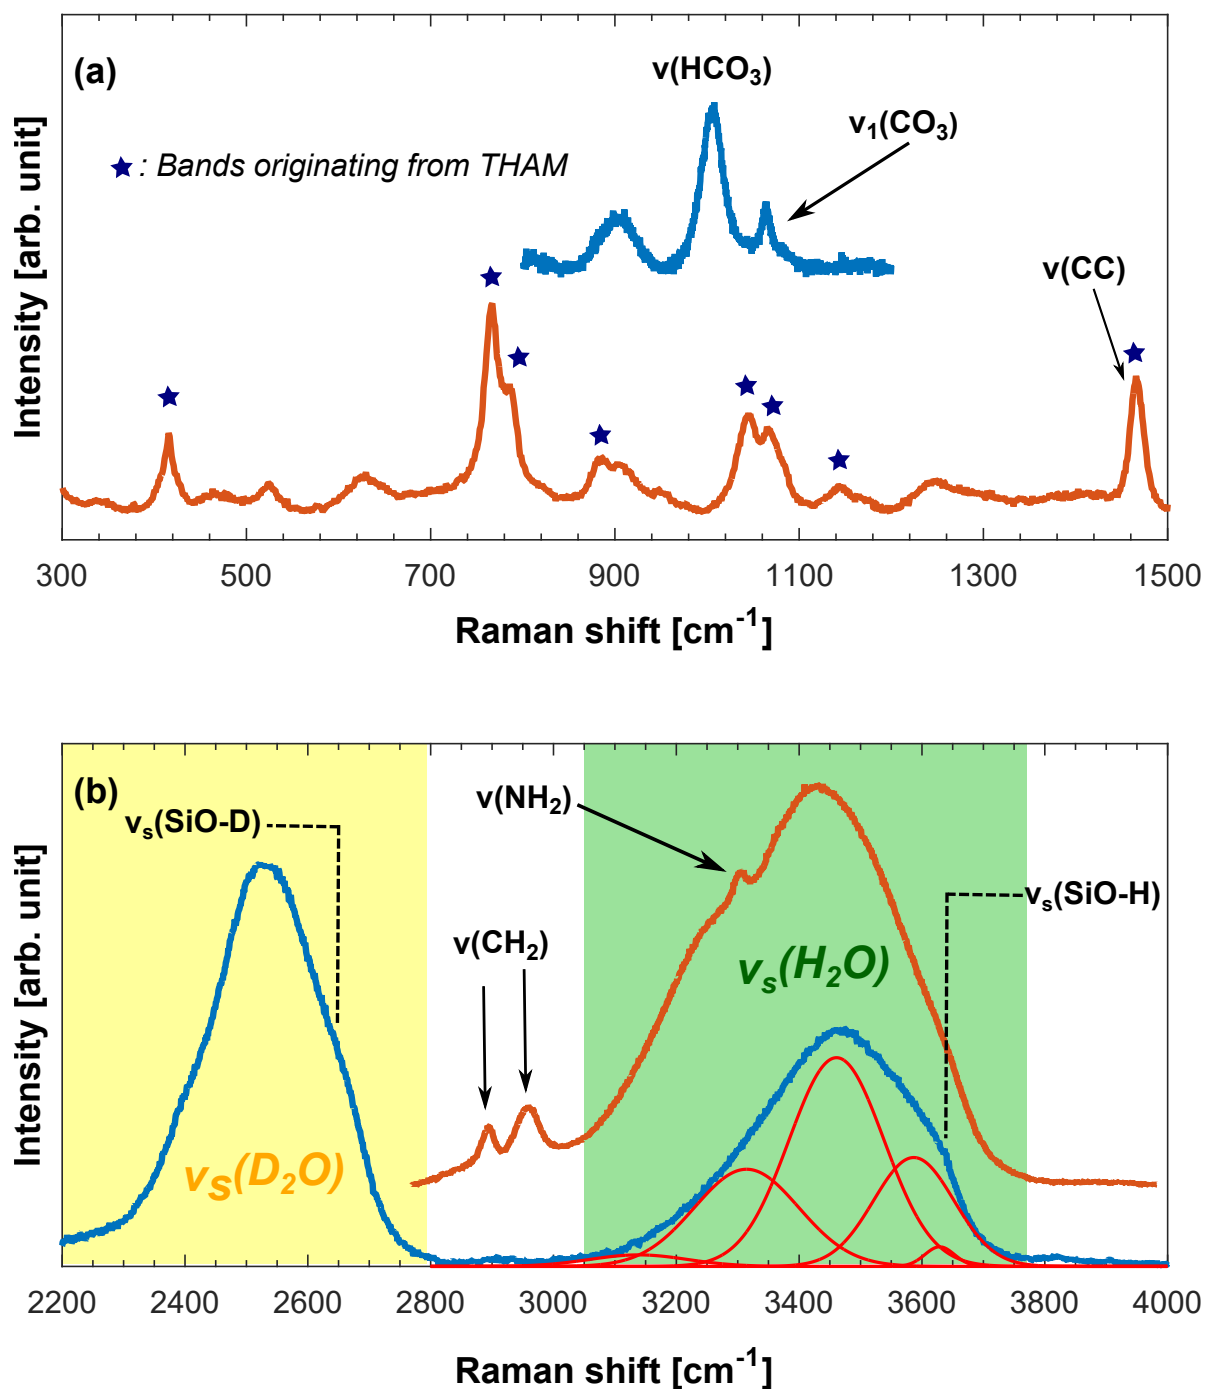 (a)
ν(HCO₃)
ν₁(CO₃)
★ : Bands originating from THAM
ν(CC)
Intensity [arb. unit]
300 500 700 900 1100 1300 1500
Raman shift [cm⁻¹]
(b)
νₛ(SiO-D)
ν(NH₂)
νₛ(SiO-H)
ν(CH₂)
νₛ(H₂O)
νₛ(D₂O)
Intensity [arb. unit]
2200 2400 2600 2800 3000 3200 3400 3600 3800 4000
Raman shift [cm⁻¹]